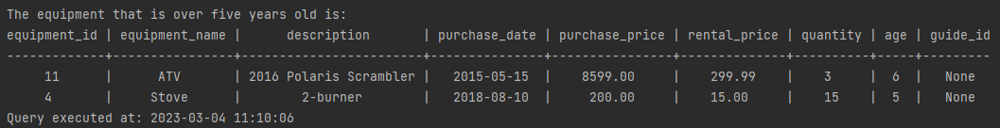 The equipment that is over five years old is:
equipment_id | equipment_name |      description       | purchase_date | purchase_price | rental_price | quantity | age | guide_id
-------------+----------------+------------------------+---------------+----------------+--------------+----------+-----+---------
     11      |      ATV       | 2016 Polaris Scrambler |  2015-05-15   |    8599.00     |    299.99    |    3     |  6  |   None
     4       |     Stove      |        2-burner        |  2018-08-10   |     200.00     |    15.00     |    15    |  5  |   None
Query executed at: 2023-03-04 11:10:06